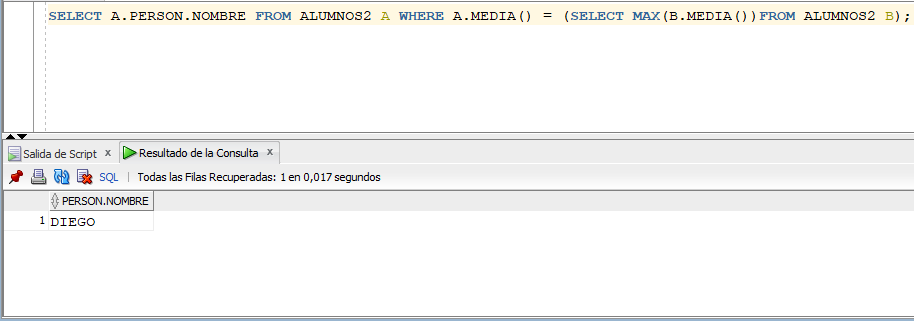 SELECT A.PERSON.NOMBRE FROM ALUMNOS2 A WHERE A.MEDIA() = (SELECT MAX(B.MEDIA())FROM ALUMNOS2 B);
Salida de Script x Resultado de la Consulta x
SQL | Todas las Filas Recuperadas: 1 en 0,017 segundos
PERSON.NOMBRE
1 DIEGO